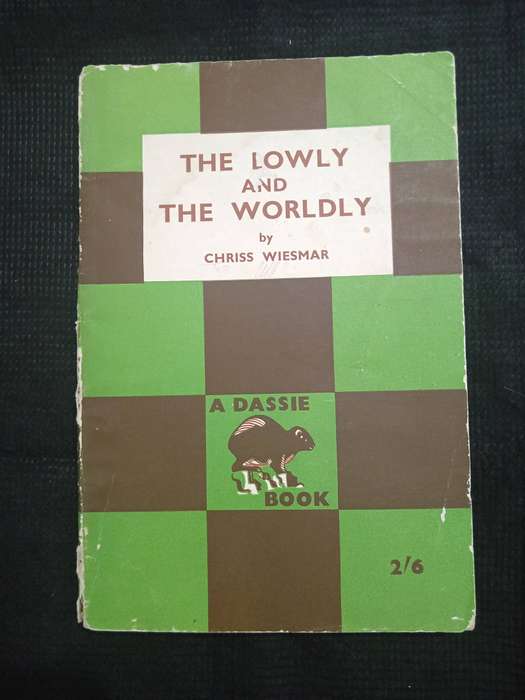 THE LOWLY
AND
THE WORLDLY
by
CHRISS WIESMAR
A DASSIE
BOOK
2/6